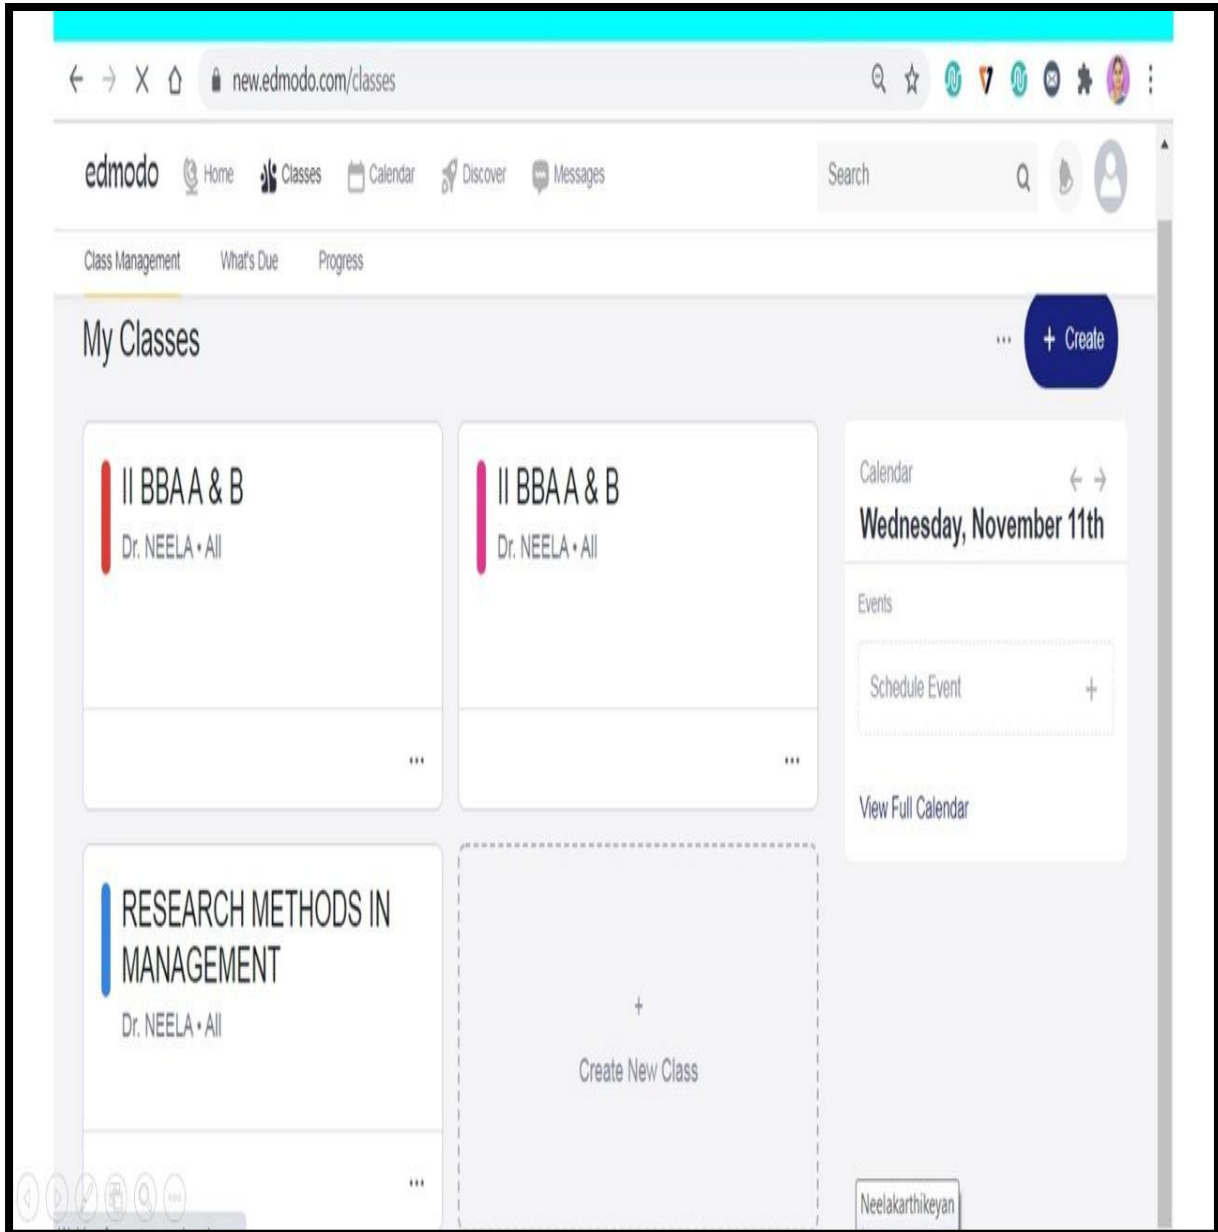 new.edmodo.com/classes
edmodo Home Classes Calendar Discover Messages Search
Class Management What's Due Progress
My Classes
... + Create
II BBA A & B
Dr. NEELA • All
...
II BBA A & B
Dr. NEELA • All
...
Calendar
Wednesday, November 11th
Events
Schedule Event +
View Full Calendar
RESEARCH METHODS IN
MANAGEMENT
Dr. NEELA • All
...
+
Create New Class
Neelakarthikeyan